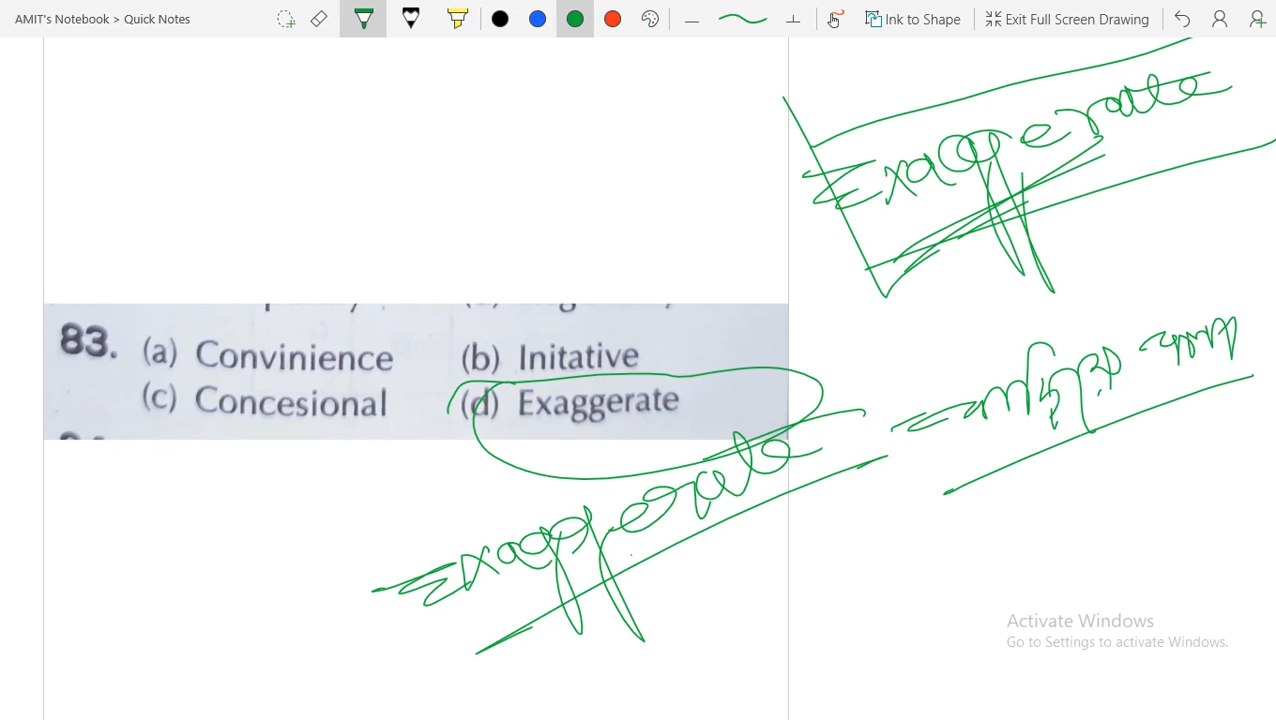 AMIT's Notebook > Quick Notes
Ink to Shape
Exit Full Screen Drawing
Exaggerate
83. (a) Convinience (b) Initative
(c) Concesional (d) Exaggerate
Exaggerate
Activate Windows
Go to Settings to activate Windows.